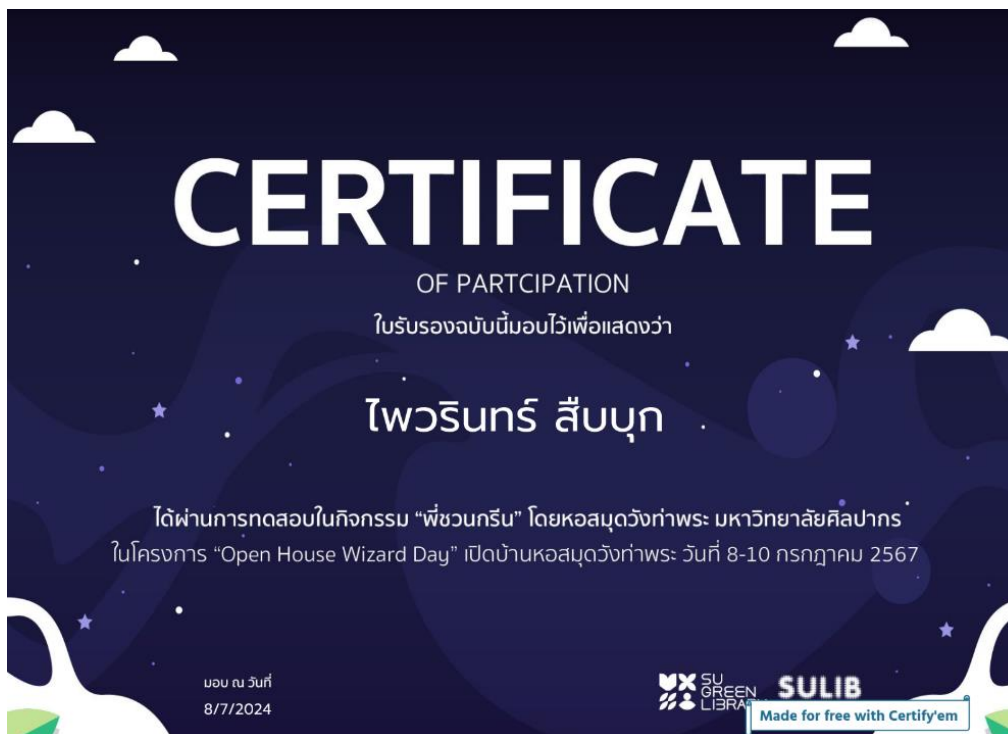 CERTIFICATE
OF PARTCIPATION
ใบรับรองฉบับนี้มอบไว้เพื่อแสดงว่า
ไพวรินทร์ สืบบุก
ได้ผ่านการทดสอบในกิจกรรม “พี่ชวนกรีน” โดยหอสมุดวังท่าพระ มหาวิทยาลัยศิลปากร
ในโครงการ “Open House Wizard Day” เปิดบ้านหอสมุดวังท่าพระ วันที่ 8-10 กรกฎาคม 2567
มอบ ณ วันที่
8/7/2024
SU
GREEN
SULIB
Made for free with Certify'em